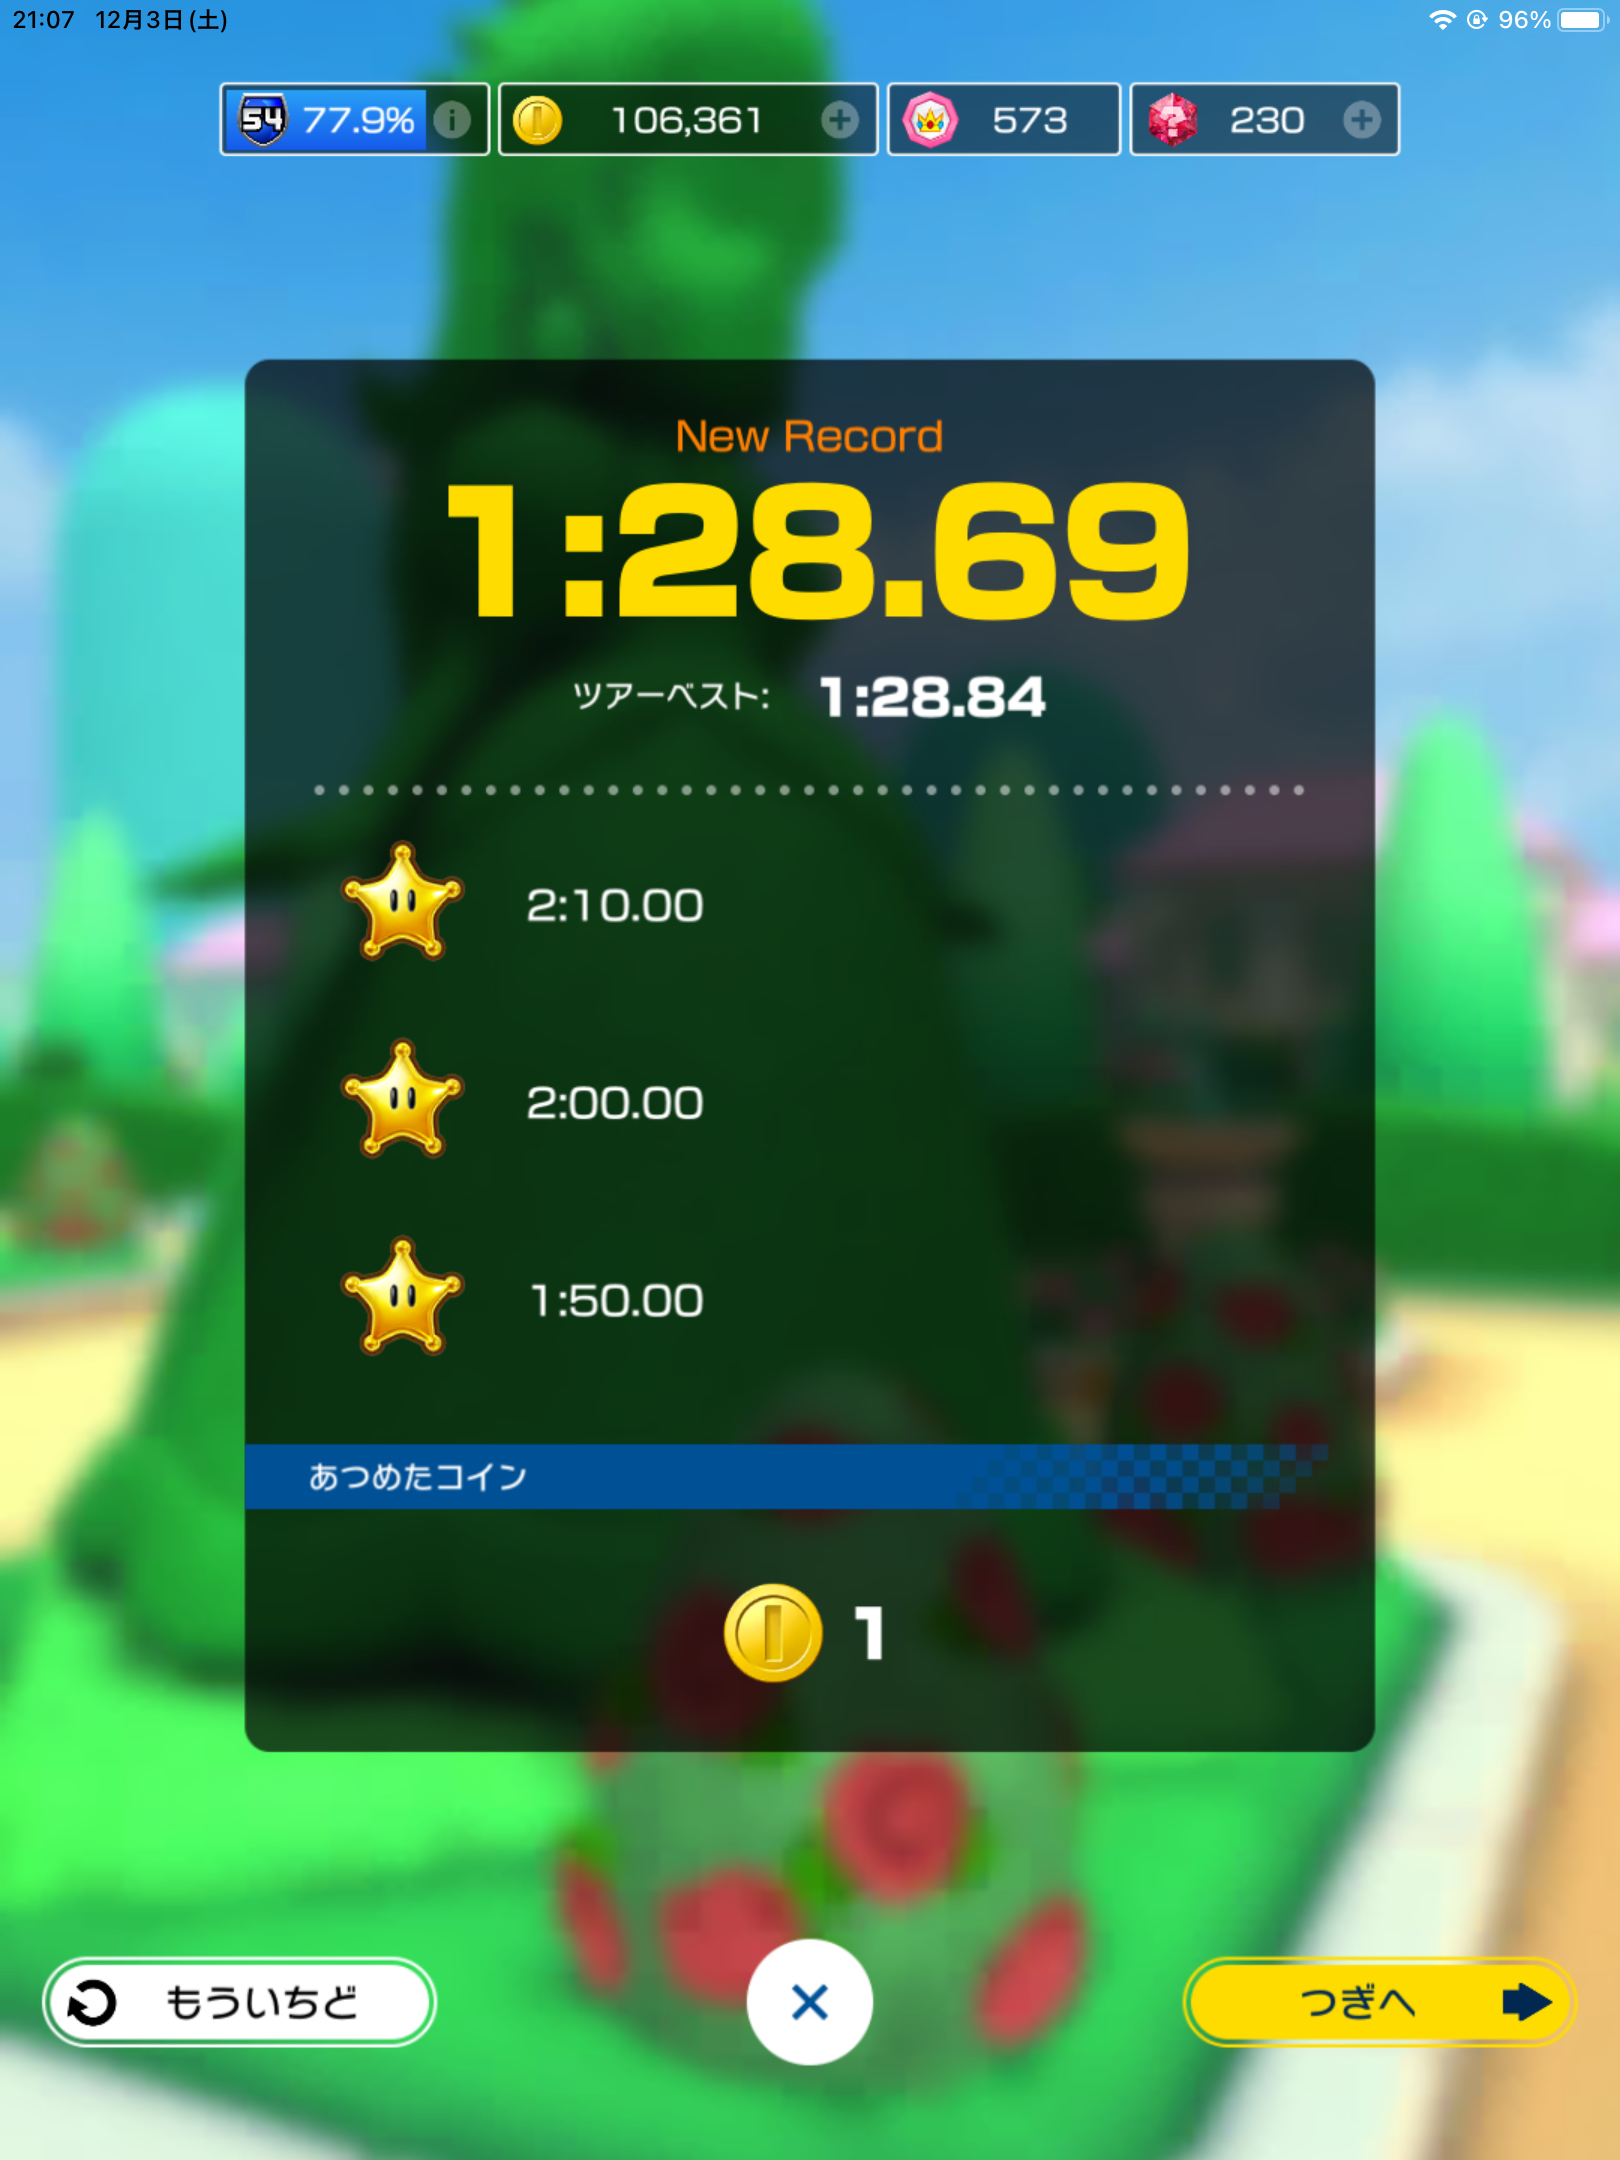 21:07 12月3日(土)
96%
54 77.9% i 106,361 + 573 ? 230 +
New Record
1:28.69
ツアーベスト: 1:28.84
2:10.00
2:00.00
1:50.00
あつめたコイン
1
もういちど × つぎへ